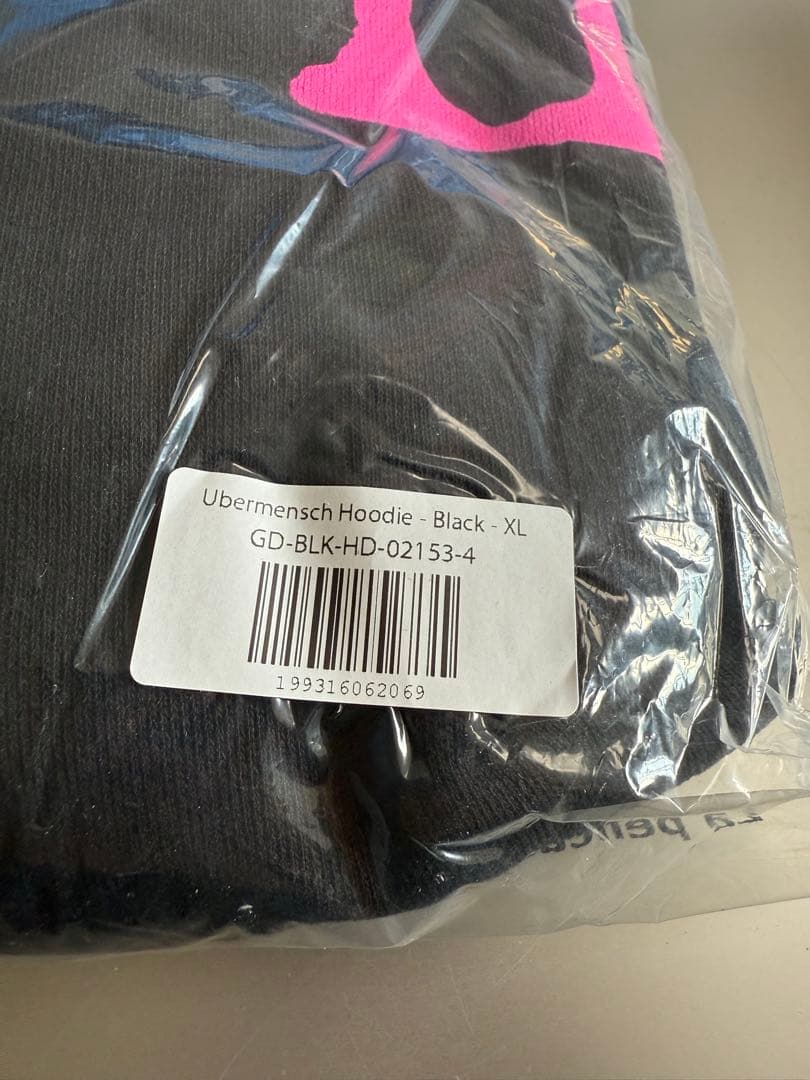 Ubermensch Hoodie - Black - XL
GD-BLK-HD-02153-4
199316062069